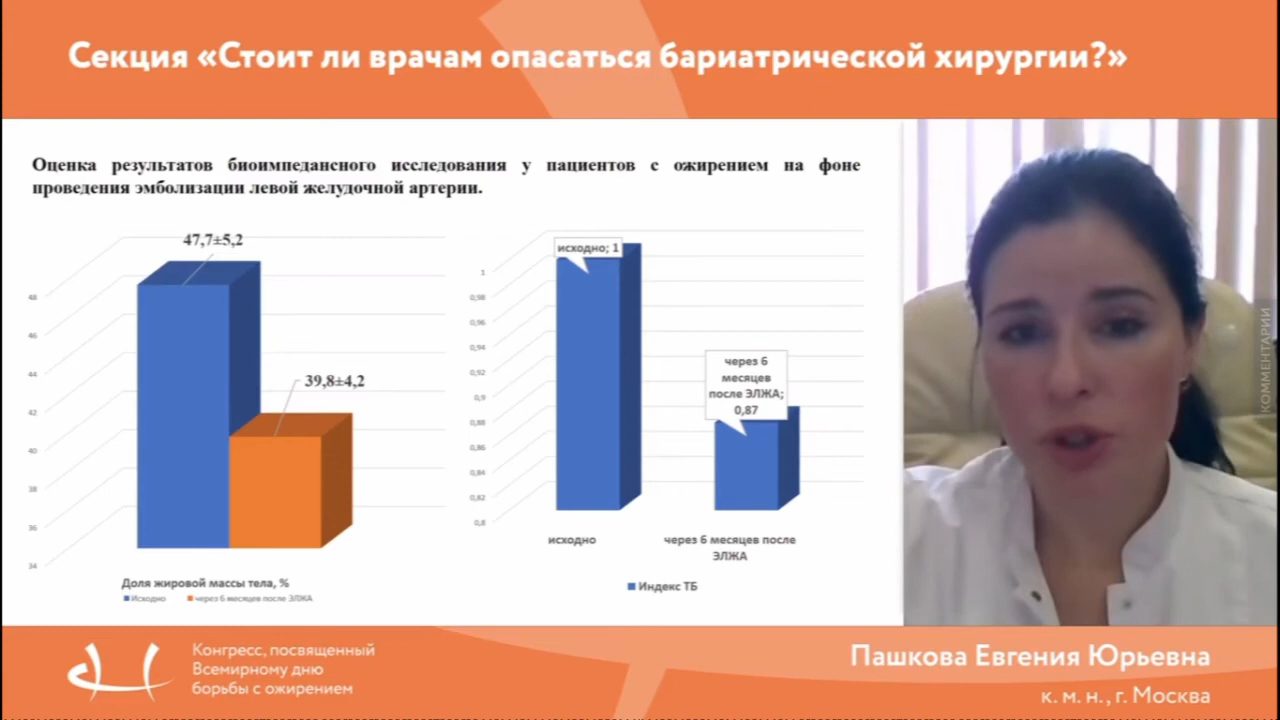 Секция «Стоит ли врачам опасаться бариатрической хирургии?»
Оценка результатов биоимпедансного исследования у пациентов с ожирением на фоне
проведения эмболизации левой желудочной артерии.
47,7±5,2
39,8±4,2
48
46
44
42
40
38
36
34
Доля жировой массы тела, %
Исходно
через 6 месяцев после ЭЛЖА
исходно; 1
через 6
месяцев
после ЭЛЖА;
0,87
1
0,98
0,96
0,94
0,92
0,9
0,88
0,86
0,84
0,82
0,8
исходно
через 6 месяцев после
ЭЛЖА
Индекс ТБ
КОММЕНТАРИИ
Конгресс, посвященный
Всемирному дню
борьбы с ожирением
Пашкова Евгения Юрьевна
к. м. н., г. Москва